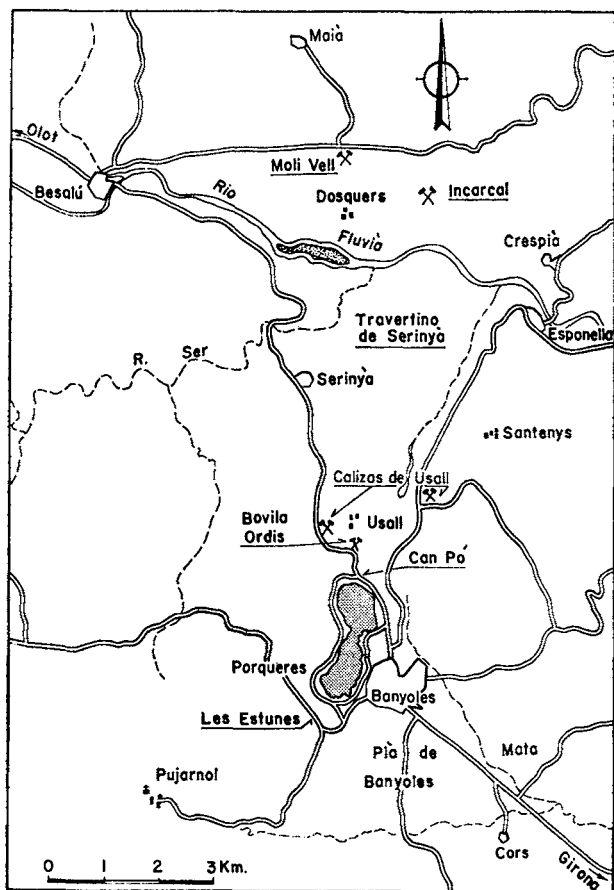 Maià
Olot
Moli Vell
Besalú
Rio
Dosquers
Incarcal
Fluvià
Crespià
Travertino
de Serinyà
Esponella
R. Ser
Serinyà
Santenys
Calizas de Usall
Bovila
Ordis
Usall
Can Pó
Porqueres
Banyoles
Les Estunes
Pla de
Banyoles
Mata
Pujarnol
Cors
Girona
0 1 2 3 Km.